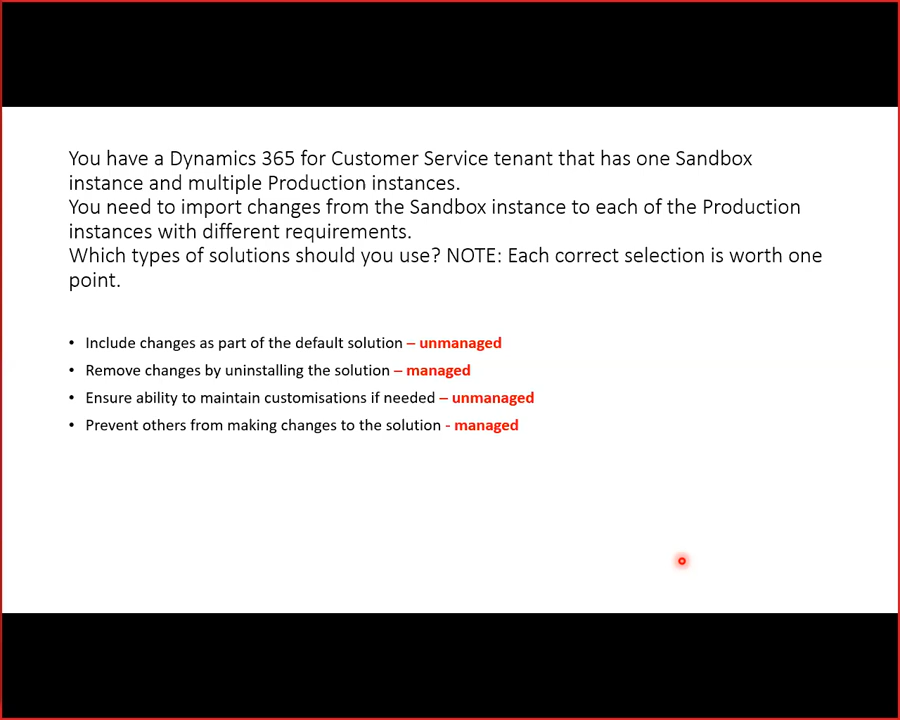 You have a Dynamics 365 for Customer Service tenant that has one Sandbox
instance and multiple Production instances.
You need to import changes from the Sandbox instance to each of the Production
instances with different requirements.
Which types of solutions should you use? NOTE: Each correct selection is worth one
point.
• Include changes as part of the default solution – unmanaged
• Remove changes by uninstalling the solution – managed
• Ensure ability to maintain customisations if needed – unmanaged
• Prevent others from making changes to the solution - managed